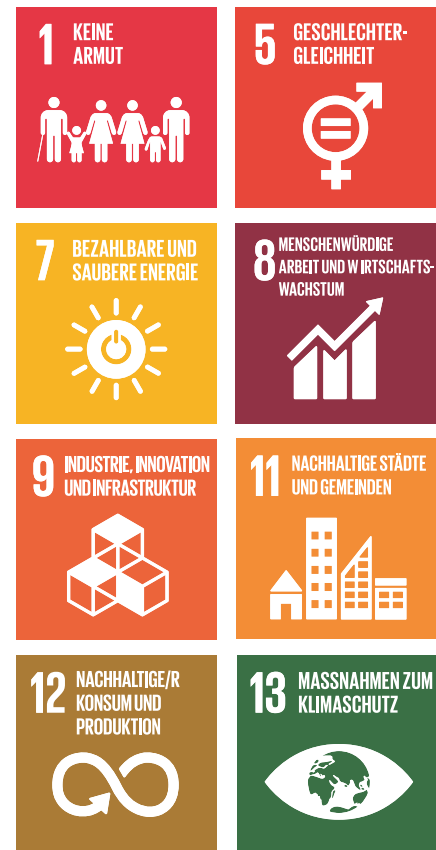 1 KEINE
ARMUT
5 GESCHLECHTER-
GLEICHHEIT
7 BEZAHLBARE UND
SAUBERE ENERGIE
8 MENSCHENWÜRDIGE
ARBEIT UND WIRTSCHAFTS-
WACHSTUM
9 INDUSTRIE, INNOVATION
UND INFRASTRUKTUR
11 NACHHALTIGE STÄDTE
UND GEMEINDEN
12 NACHHALTIGE/R
KONSUM UND
PRODUKTION
13 MASSNAHMEN ZUM
KLIMASCHUTZ